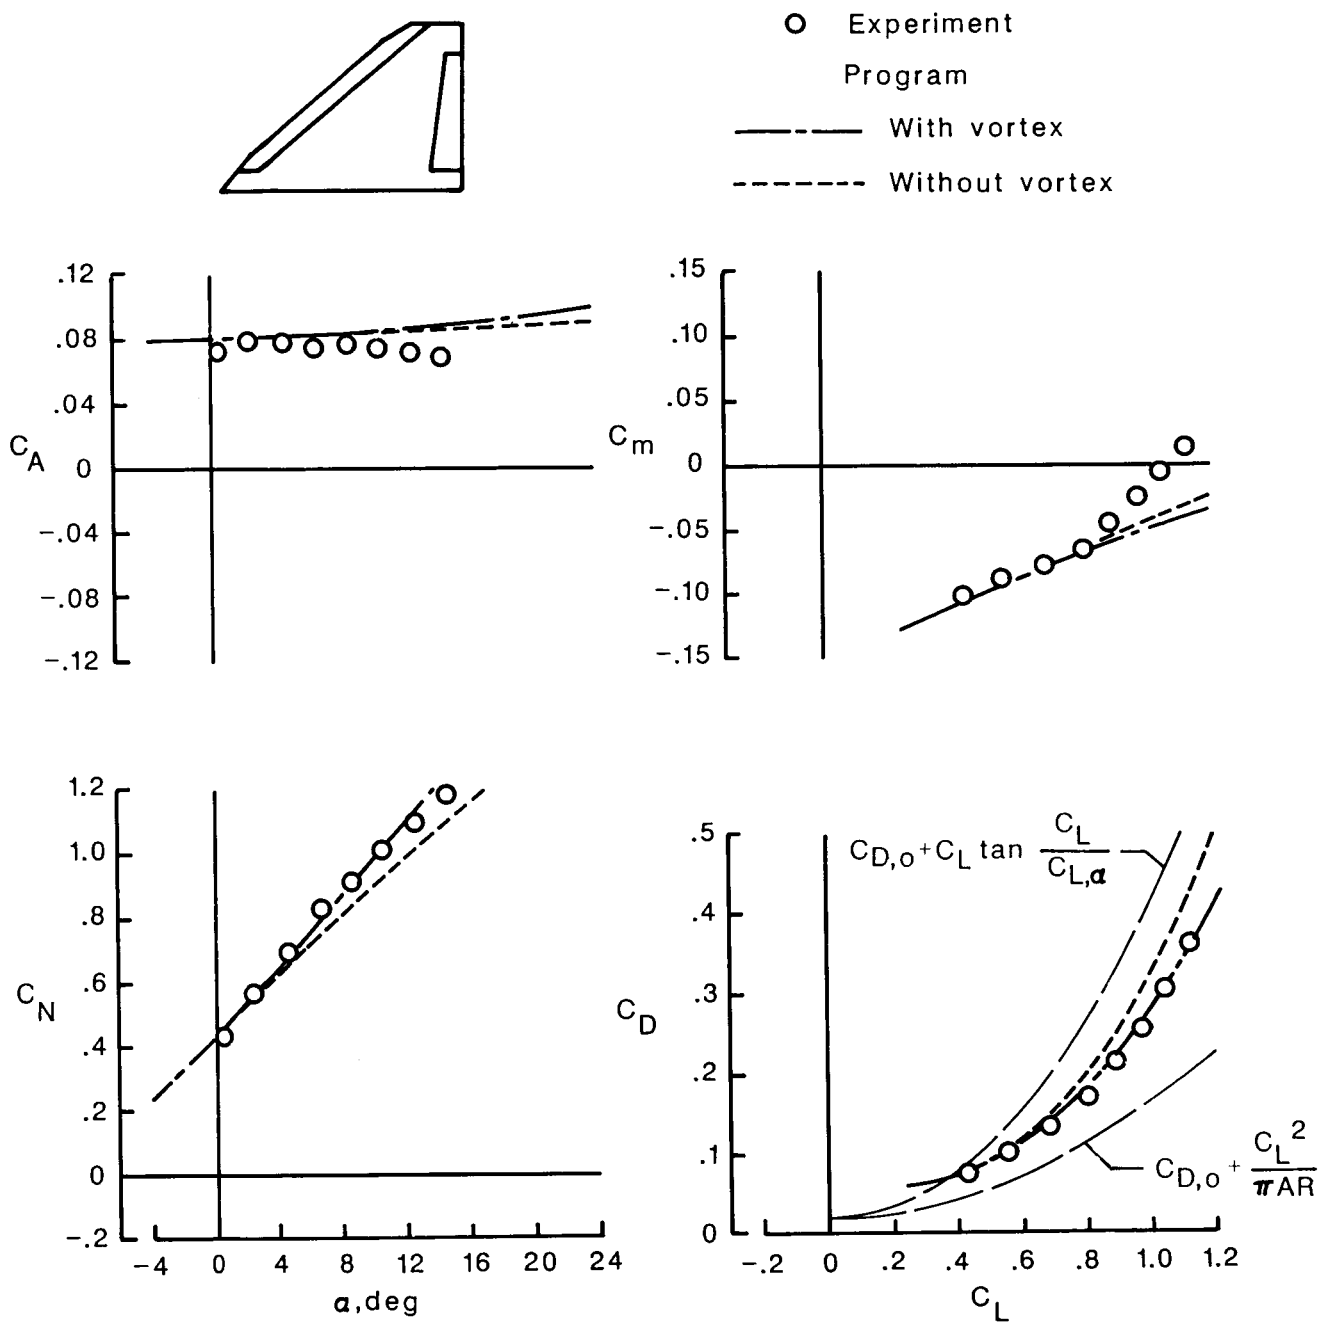 Experiment
Program
With vortex
Without vortex
.12
.08
.04
C_A 0
-.04
-.08
-.12
.15
.10
.05
C_m
0
-.05
-.10
-.15
1.2
1.0
.8
.6
C_N
.4
.2
0
-.2
-4 0 4 8 12 16 20 24
α, deg
.5
.4
.3
C_D
.2
.1
0
-.2 0 .2 .4 .6 .8 1.0 1.2
C_L
C_{D,o} + C_L tan C_L / C_{L,α}
C_{D,o} + C_L^2 / πAR